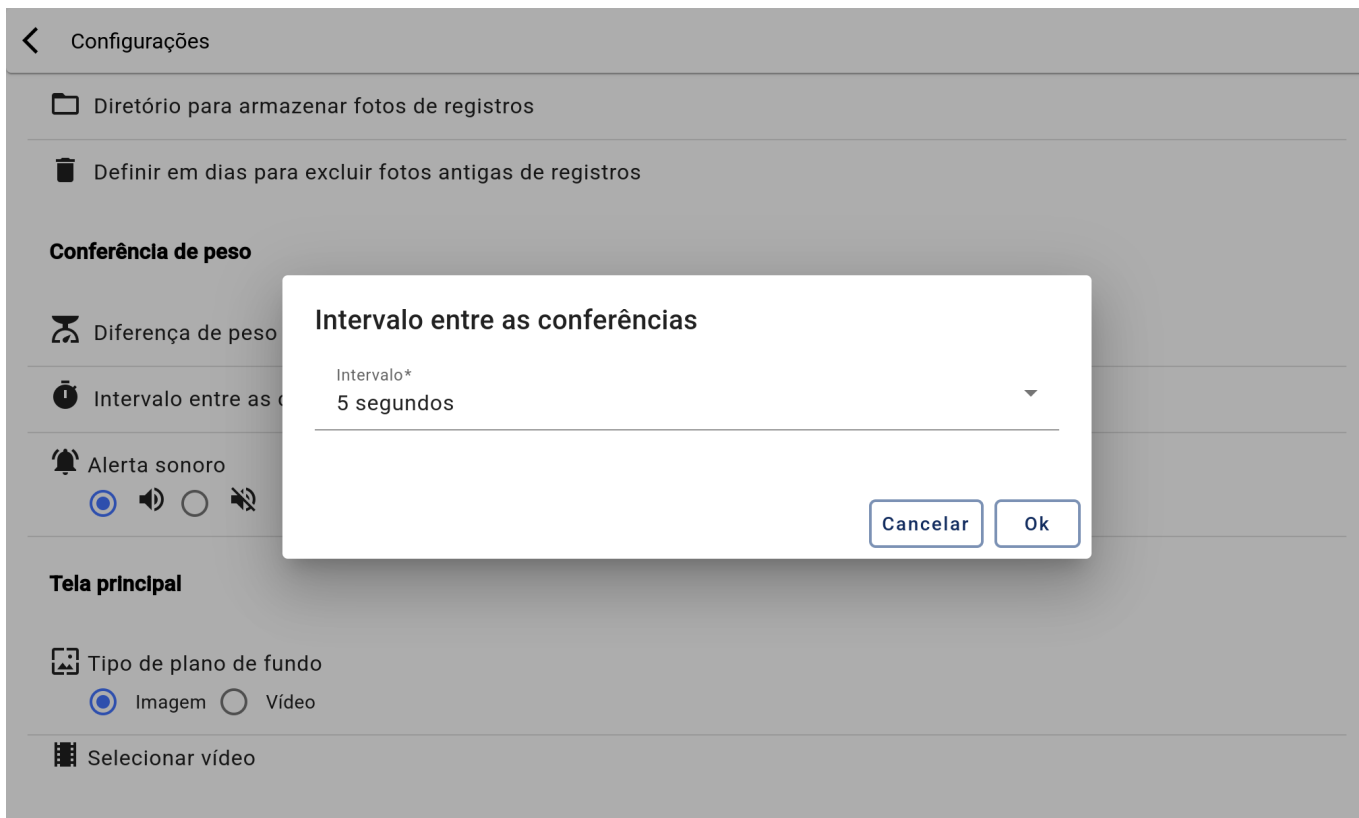 Configurações
Diretório para armazenar fotos de registros
Definir em dias para excluir fotos antigas de registros
Conferência de peso
Diferença de peso
Intervalo entre as
Intervalo entre as conferências
Intervalo*
5 segundos
Cancelar
Ok
Alerta sonoro
Tela principal
Tipo de plano de fundo
Imagem Vídeo
Selecionar vídeo